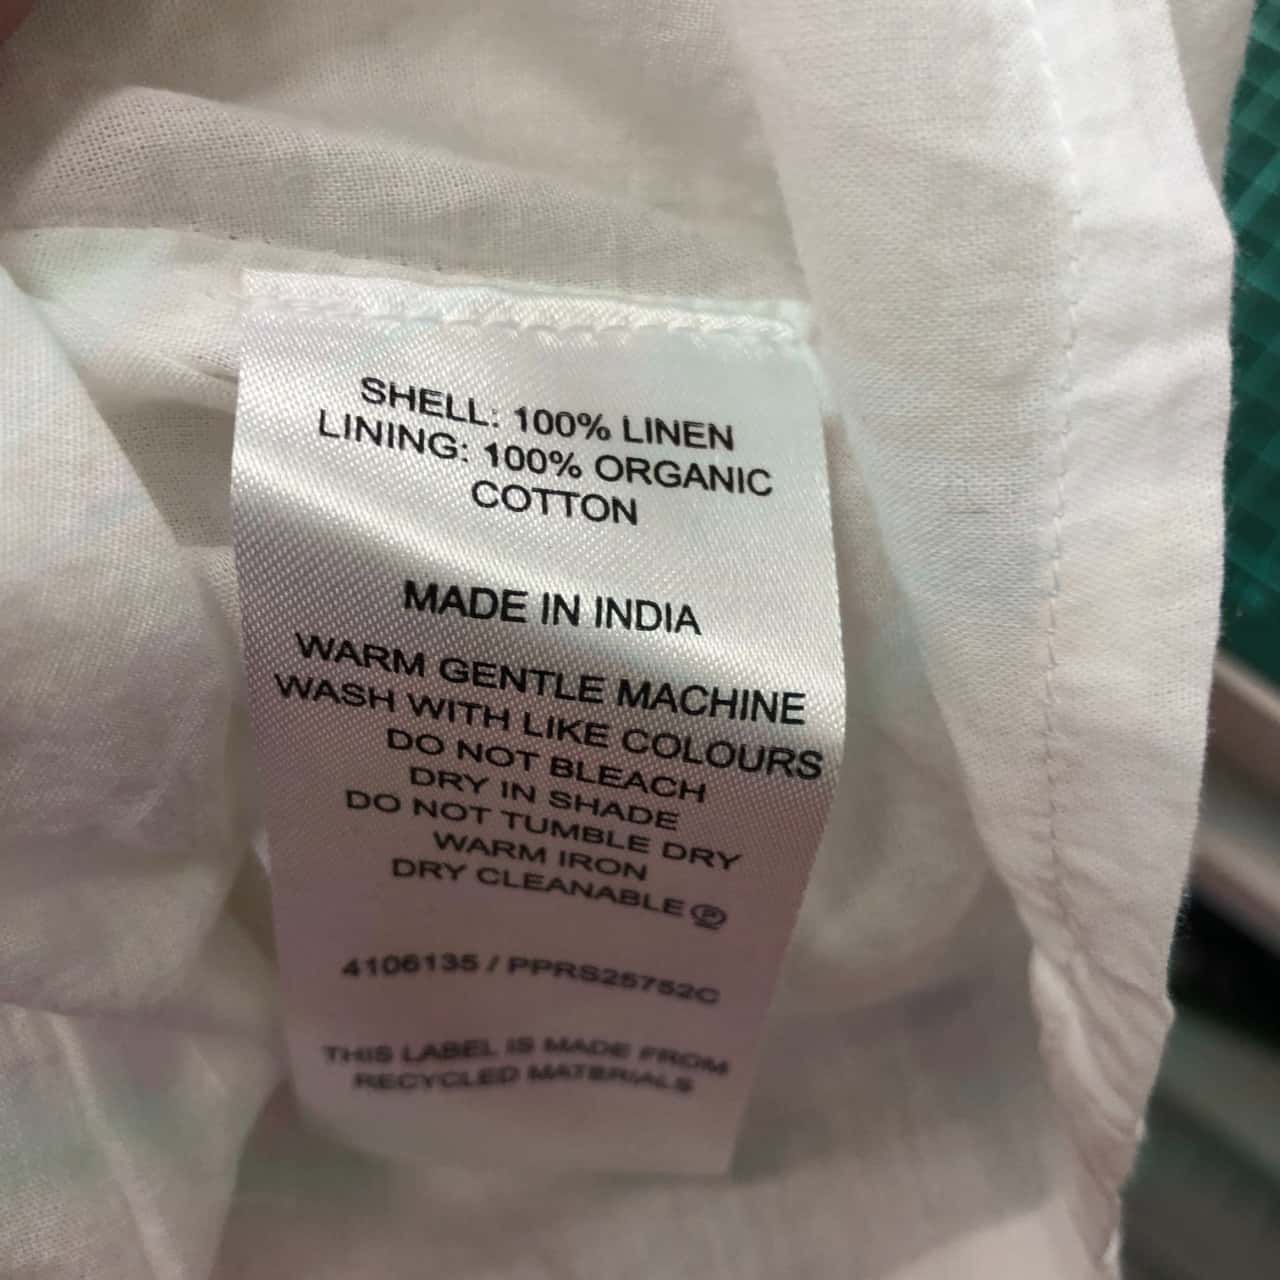 SHELL: 100% LINEN
LINING: 100% ORGANIC
COTTON
MADE IN INDIA
WARM GENTLE MACHINE
WASH WITH LIKE COLOURS
DO NOT BLEACH
DRY IN SHADE
DO NOT TUMBLE DRY
WARM IRON
DRY CLEANABLE Ⓟ
4106135 / PPRS25752C
THIS LABEL IS MADE FROM
RECYCLED MATERIALS